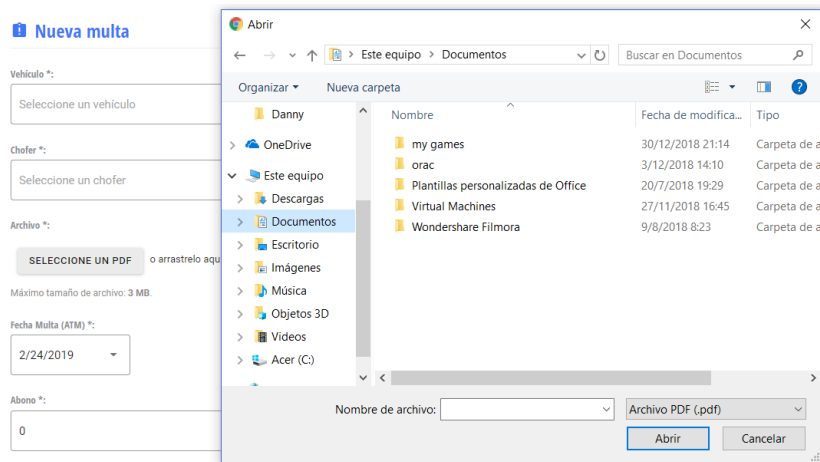 Nueva multa
Vehículo *:
Seleccione un vehículo
Chofer *:
Seleccione un chofer
Archivo *:
SELECCIONE UN PDF o arrastrelo aqu
Máximo tamaño de archivo: 3 MB.
Fecha Multa (ATM) *:
2/24/2019
Abono *:
0
Abrir
Este equipo > Documentos
Buscar en Documentos
Organizar Nueva carpeta
Danny
OneDrive
Este equipo
Descargas
Documentos
Escritorio
Imágenes
Música
Objetos 3D
Videos
Acer (C:)
Nombre Fecha de modifica... Tipo
my games 30/12/2018 21:14 Carpeta de a
orac 3/12/2018 14:10 Carpeta de a
Plantillas personalizadas de Office 20/7/2018 19:29 Carpeta de a
Virtual Machines 27/11/2018 16:45 Carpeta de a
Wondershare Filmora 9/8/2018 8:23 Carpeta de a
Nombre de archivo: Archivo PDF (.pdf)
Abrir Cancelar